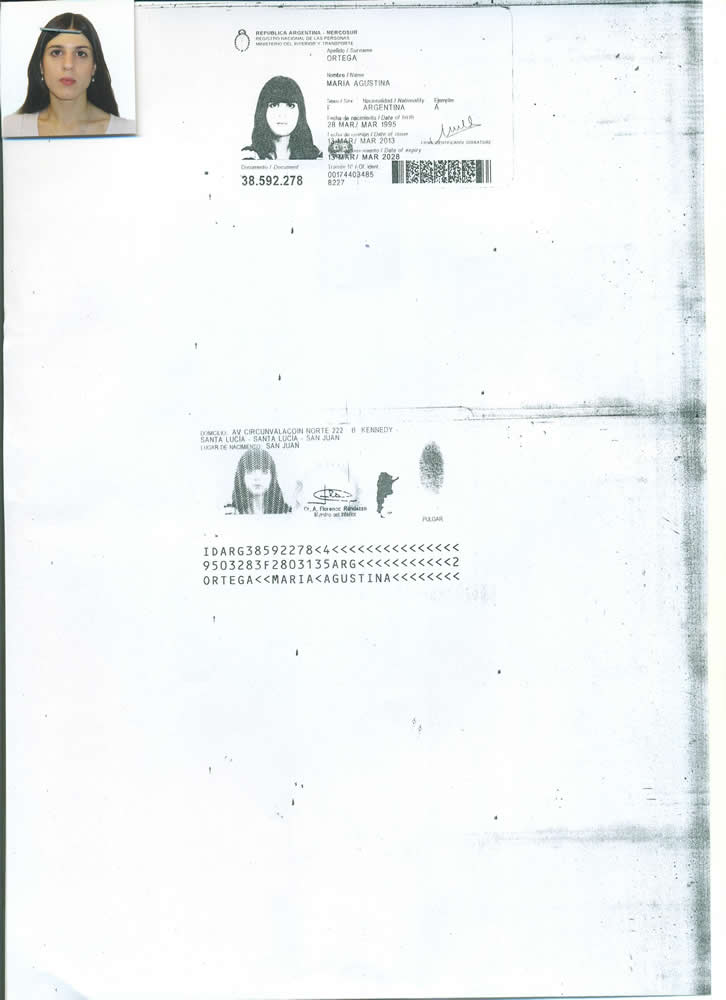 REPUBLICA ARGENTINA - MERCOSUR
REGISTRO NACIONAL DE LAS PERSONAS
MINISTERIO DEL INTERIOR Y TRANSPORTE
Apellido / Surname
ORTEGA
Nombre / Name
MARIA AGUSTINA
Sexo / Sex Nacionalidad / Nationality Ejemplar
F ARGENTINA A
Fecha de nacimiento / Date of birth
28 MAR/ MAR 1995
Fecha de emisión / Date of issue
13 MAR/ MAR 2013
vencimiento / Date of expiry
13 MAR/ MAR 2028
FIRMA IDENTIFICADO/ SIGNATURE
Documento / Document
38.592.278
Trámite Nº / Of. ident.
00174403485
8227
DOMICILIO: AV CIRCUNVALACOIN NORTE 222 B KENNEDY -
SANTA LUCIA - SANTA LUCIA - SAN JUAN
LUGAR DE NACIMIENTO: SAN JUAN
Cr. A. Florencio Randazzo
Ministro del Interior
PULGAR
IDARG38592278<4<<<<<<<<<<<<<<<
9503283F2803135ARG<<<<<<<<<<<2
ORTEGA<<MARIA<AGUSTINA<<<<<<<<